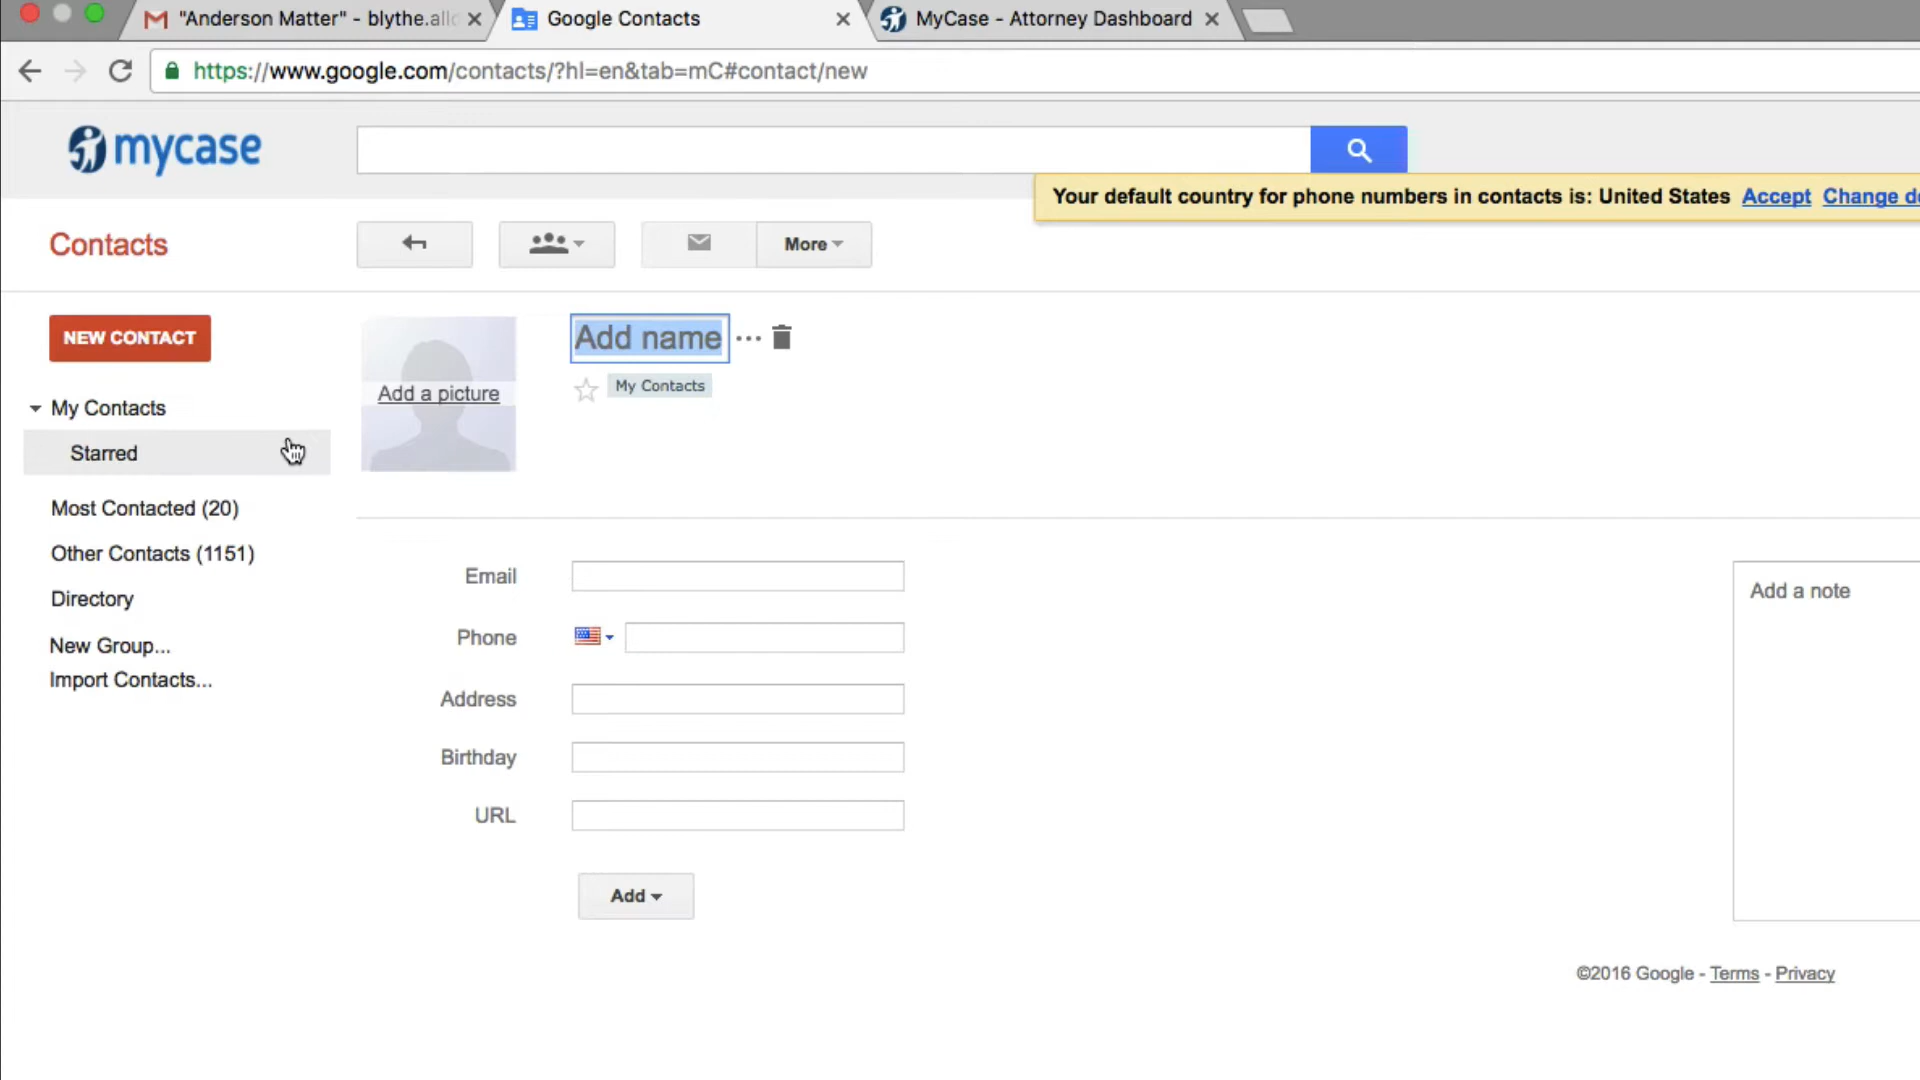 "Anderson Matter" - blythe.all
Google Contacts
MyCase - Attorney Dashboard
https://www.google.com/contacts/?hl=en&tab=mC#contact/new
mycase
Your default country for phone numbers in contacts is: United States Accept Change d
Contacts
More
NEW CONTACT
Add name
...
My Contacts
Add a picture
My Contacts
Starred
Most Contacted (20)
Other Contacts (1151)
Directory
New Group...
Import Contacts...
Email
Phone
Address
Birthday
URL
Add
Add a note
©2016 Google - Terms - Privacy